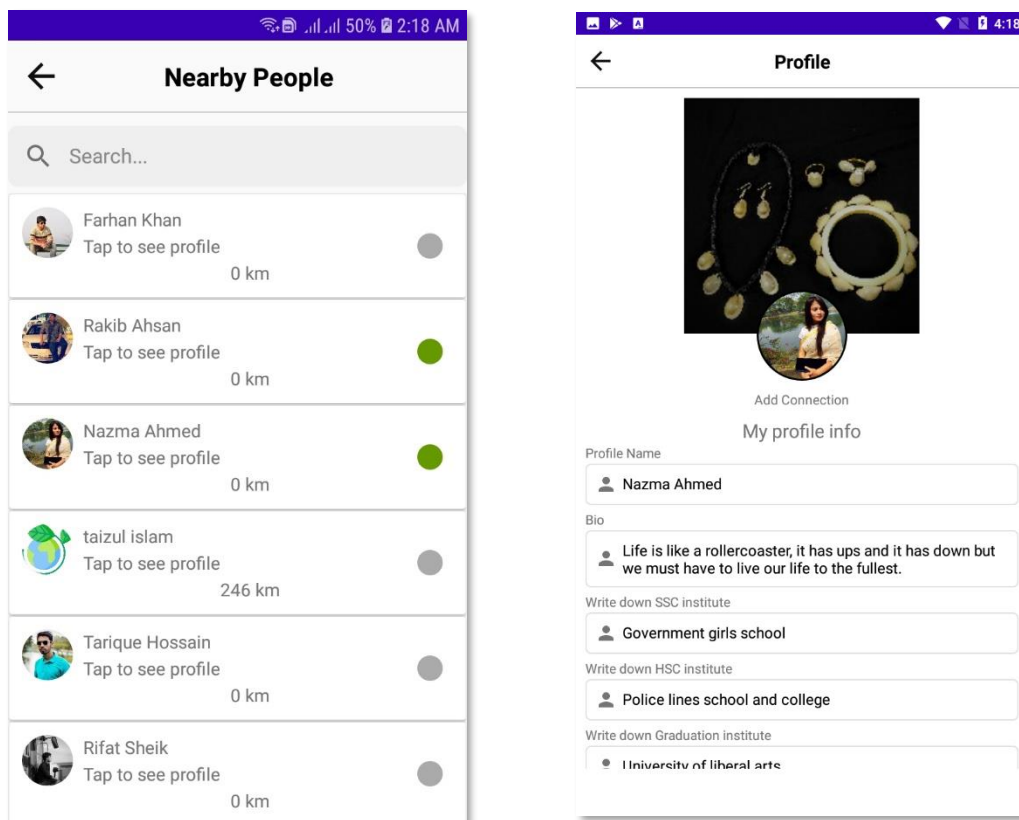 50% 2:18 AM
Nearby People
Search...
Farhan Khan
Tap to see profile
0 km
Rakib Ahsan
Tap to see profile
0 km
Nazma Ahmed
Tap to see profile
0 km
taizul islam
Tap to see profile
246 km
Tarique Hossain
Tap to see profile
0 km
Rifat Sheik
Tap to see profile
0 km
4:18
Profile
Add Connection
My profile info
Profile Name
Nazma Ahmed
Bio
Life is like a rollercoaster, it has ups and it has down but
we must have to live our life to the fullest.
Write down SSC institute
Government girls school
Write down HSC institute
Police lines school and college
Write down Graduation institute
University of liberal arts